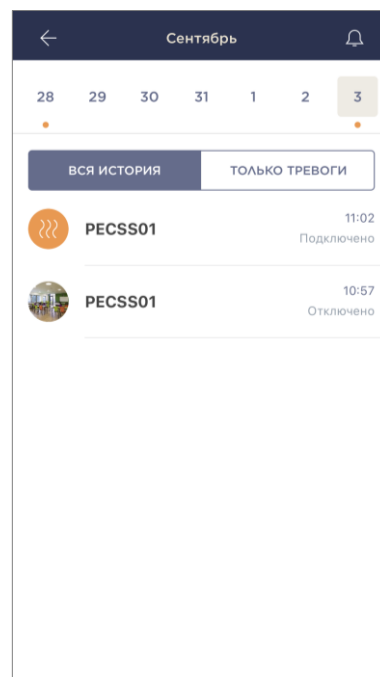 Сентябрь
28 29 30 31 1 2 3
ВСЯ ИСТОРИЯ ТОЛЬКО ТРЕВОГИ
PECSS01 11:02
Подключено
PECSS01 10:57
Отключено